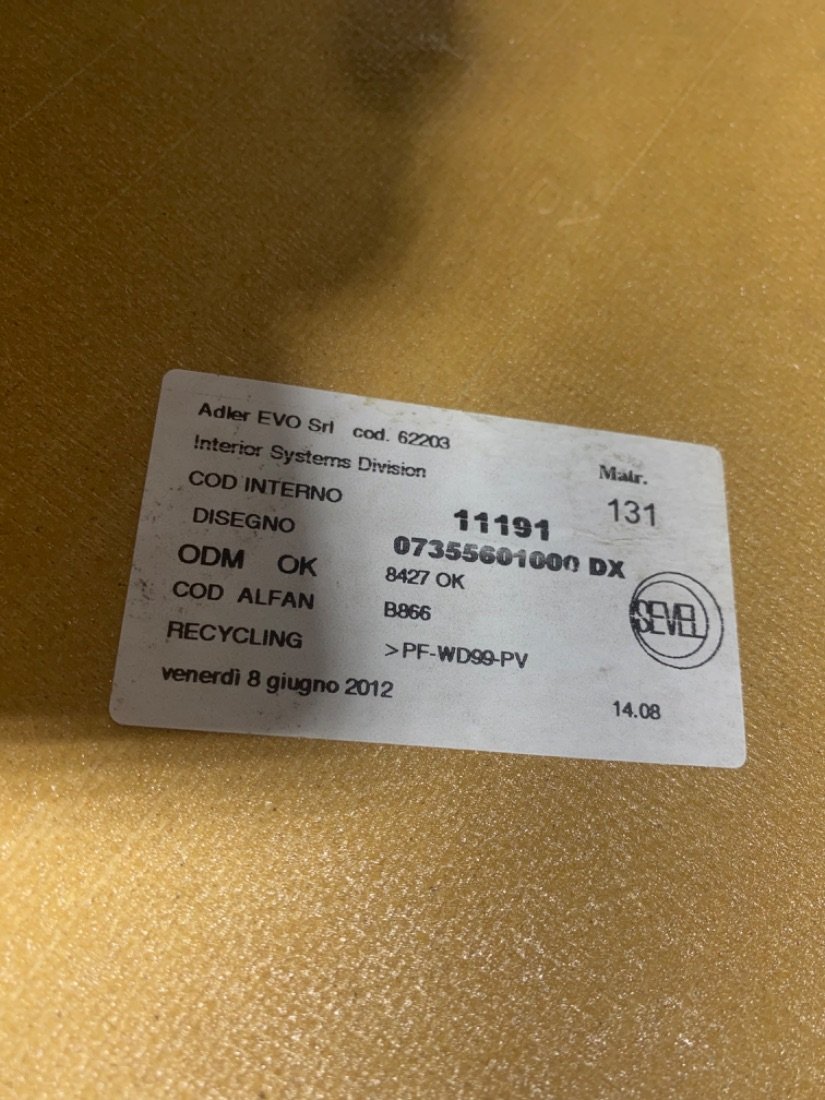 Adler EVO Srl cod. 62203
Interior Systems Division
Matr.
COD INTERNO 11191 131
DISEGNO 07355601000 DX
ODM OK 8427 OK
COD ALFAN B866
SEVEL
RECYCLING >PF-WD99-PV
venerdì 8 giugno 2012 14.08